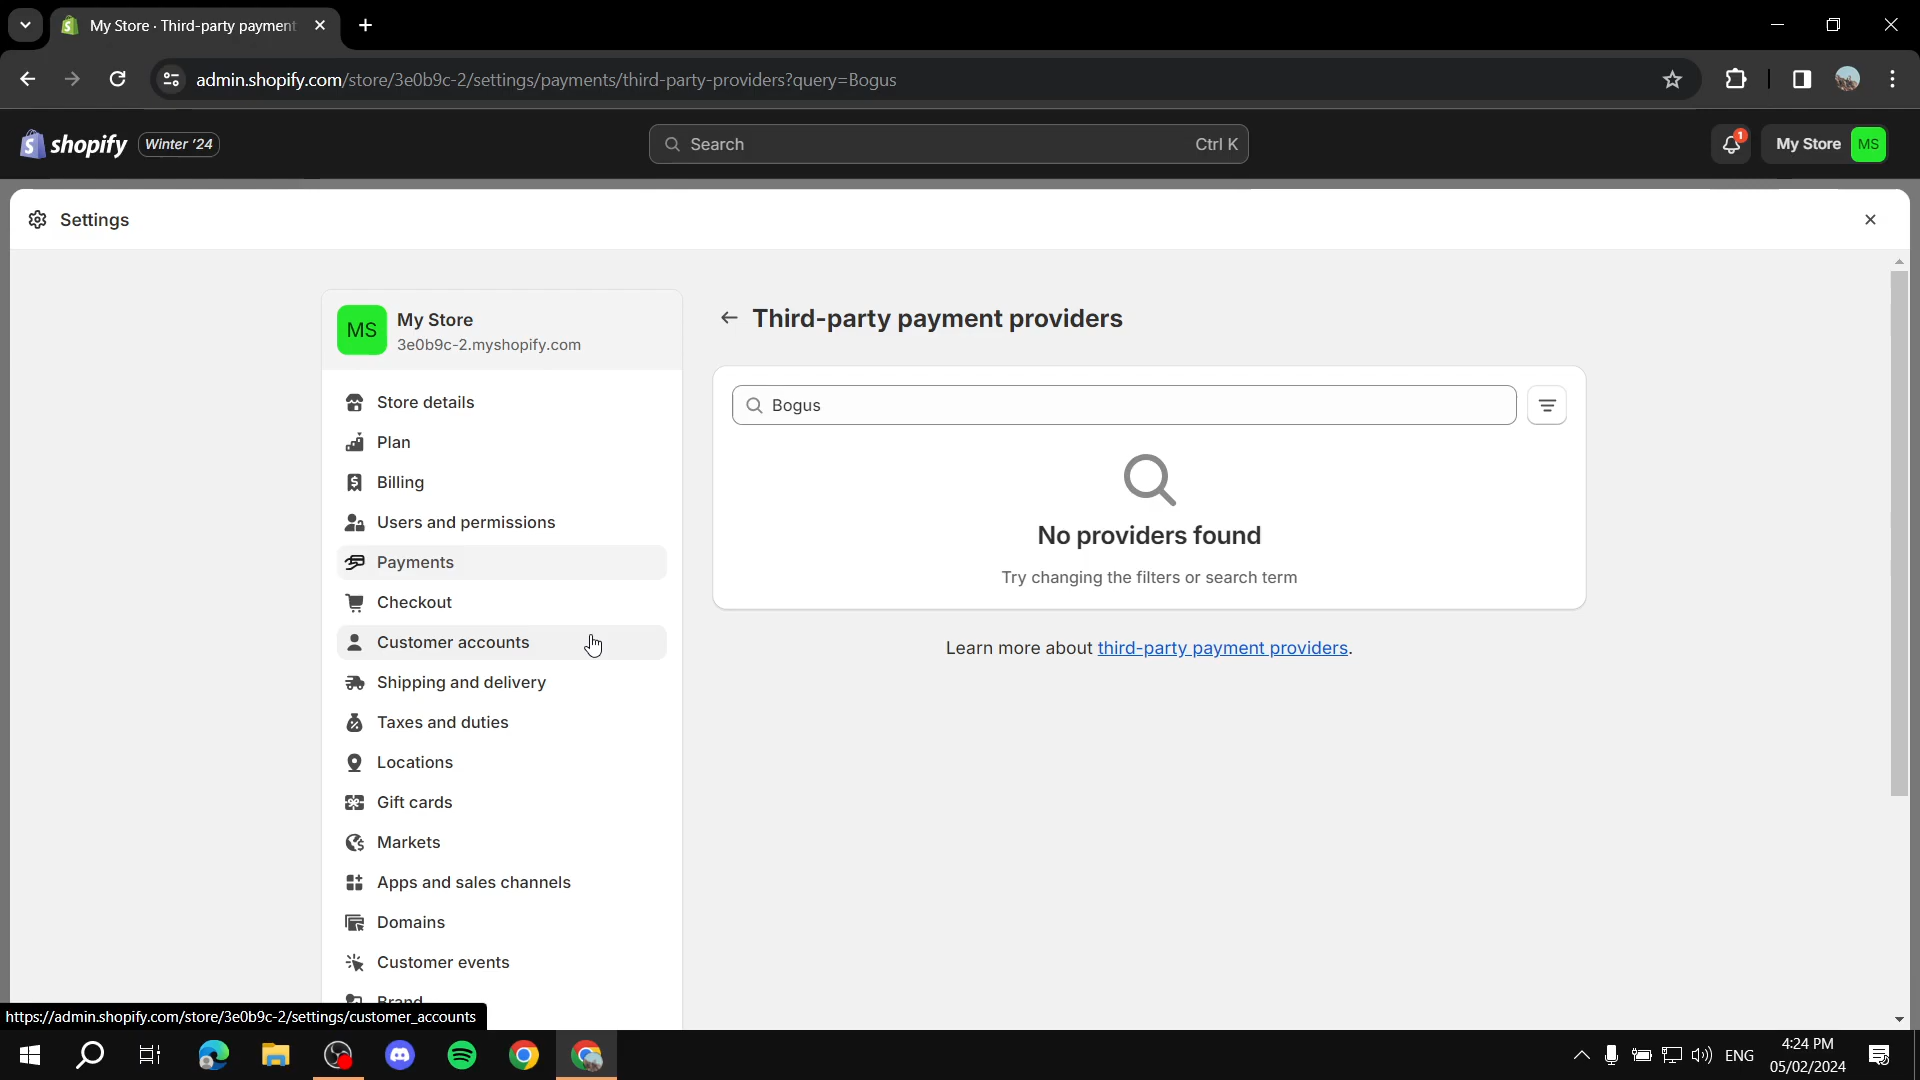 My Store · Third-party payment
admin.shopify.com/store/3e0b9c-2/settings/payments/third-party-providers?query=Bogus
shopify
Winter '24
Search
Ctrl K
1
My Store
MS
Settings
MS
My Store
3e0b9c-2.myshopify.com
Store details
Plan
Billing
Users and permissions
Payments
Checkout
Customer accounts
Shipping and delivery
Taxes and duties
Locations
Gift cards
Markets
Apps and sales channels
Domains
Customer events
Brand
Third-party payment providers
Bogus
No providers found
Try changing the filters or search term
Learn more about third-party payment providers.
https://admin.shopify.com/store/3e0b9c-2/settings/customer_accounts
ENG
4:24 PM
05/02/2024